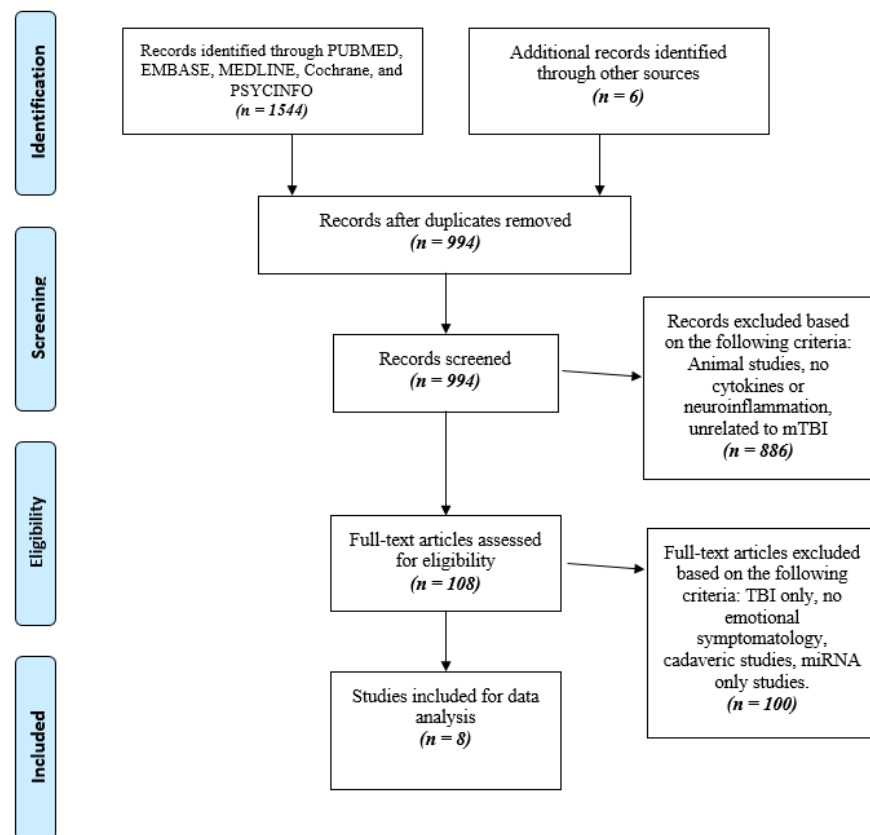 Identification
Records identified through PUBMED,
EMBASE, MEDLINE, Cochrane, and
PSYCINFO
(n = 1544)
Additional records identified
through other sources
(n = 6)
Records after duplicates removed
(n = 994)
Screening
Records screened
(n = 994)
Records excluded based
on the following criteria:
Animal studies, no
cytokines or
neuroinflammation,
unrelated to mTBI
(n = 886)
Eligibility
Full-text articles assessed
for eligibility
(n = 108)
Full-text articles excluded
based on the following
criteria: TBI only, no
emotional
symptomatology,
cadaveric studies, miRNA
only studies.
(n = 100)
Included
Studies included for data
analysis
(n = 8)